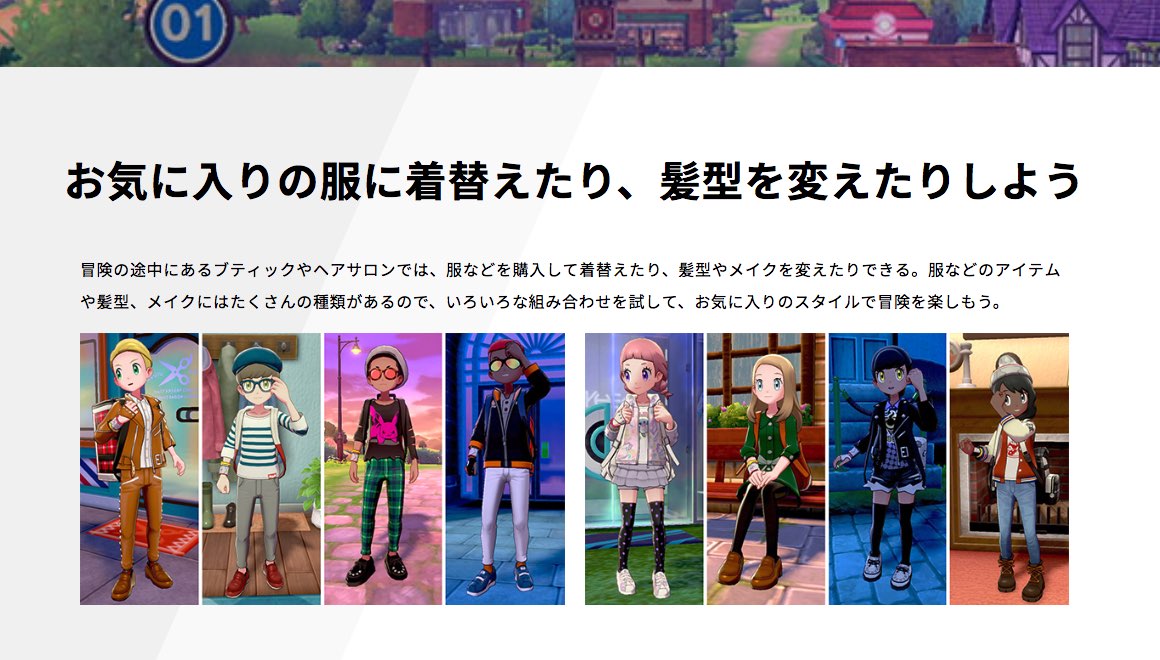 01
お気に入りの服に着替えたり、髪型を変えたりしよう
冒険の途中にあるブティックやヘアサロンでは、服などを購入して着替えたり、髪型やメイクを変えたりできる。服などのアイテム
や髪型、メイクにはたくさんの種類があるので、いろいろな組み合わせを試して、お気に入りのスタイルで冒険を楽しもう。